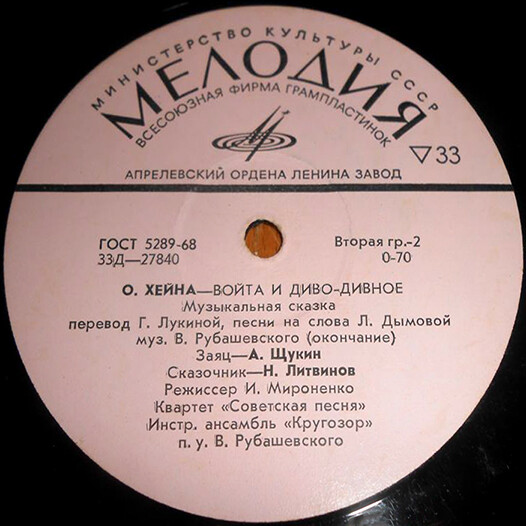 МИНИСТЕРСТВО КУЛЬТУРЫ СССР
МЕЛОДИЯ
ВСЕСОЮЗНАЯ ФИРМА ГРАМПЛАСТИНОК
▽33
АПРЕЛЕВСКИЙ ОРДЕНА ЛЕНИНА ЗАВОД
ГОСТ 5289-68
33Д—27840
Вторая гр.-2
0-70
О. ХЕЙНА—ВОЙТА И ДИВО-ДИВНОЕ
Музыкальная сказка
перевод Г. Лукиной, песни на слова Л. Дымовой
муз. В. Рубашевского (окончание)
Заяц—А. Щукин
Сказочник—Н. Литвинов
Режиссер И. Мироненко
Квартет «Советская песня»
Инстр. ансамбль «Кругозор»
п. у. В. Рубашевского